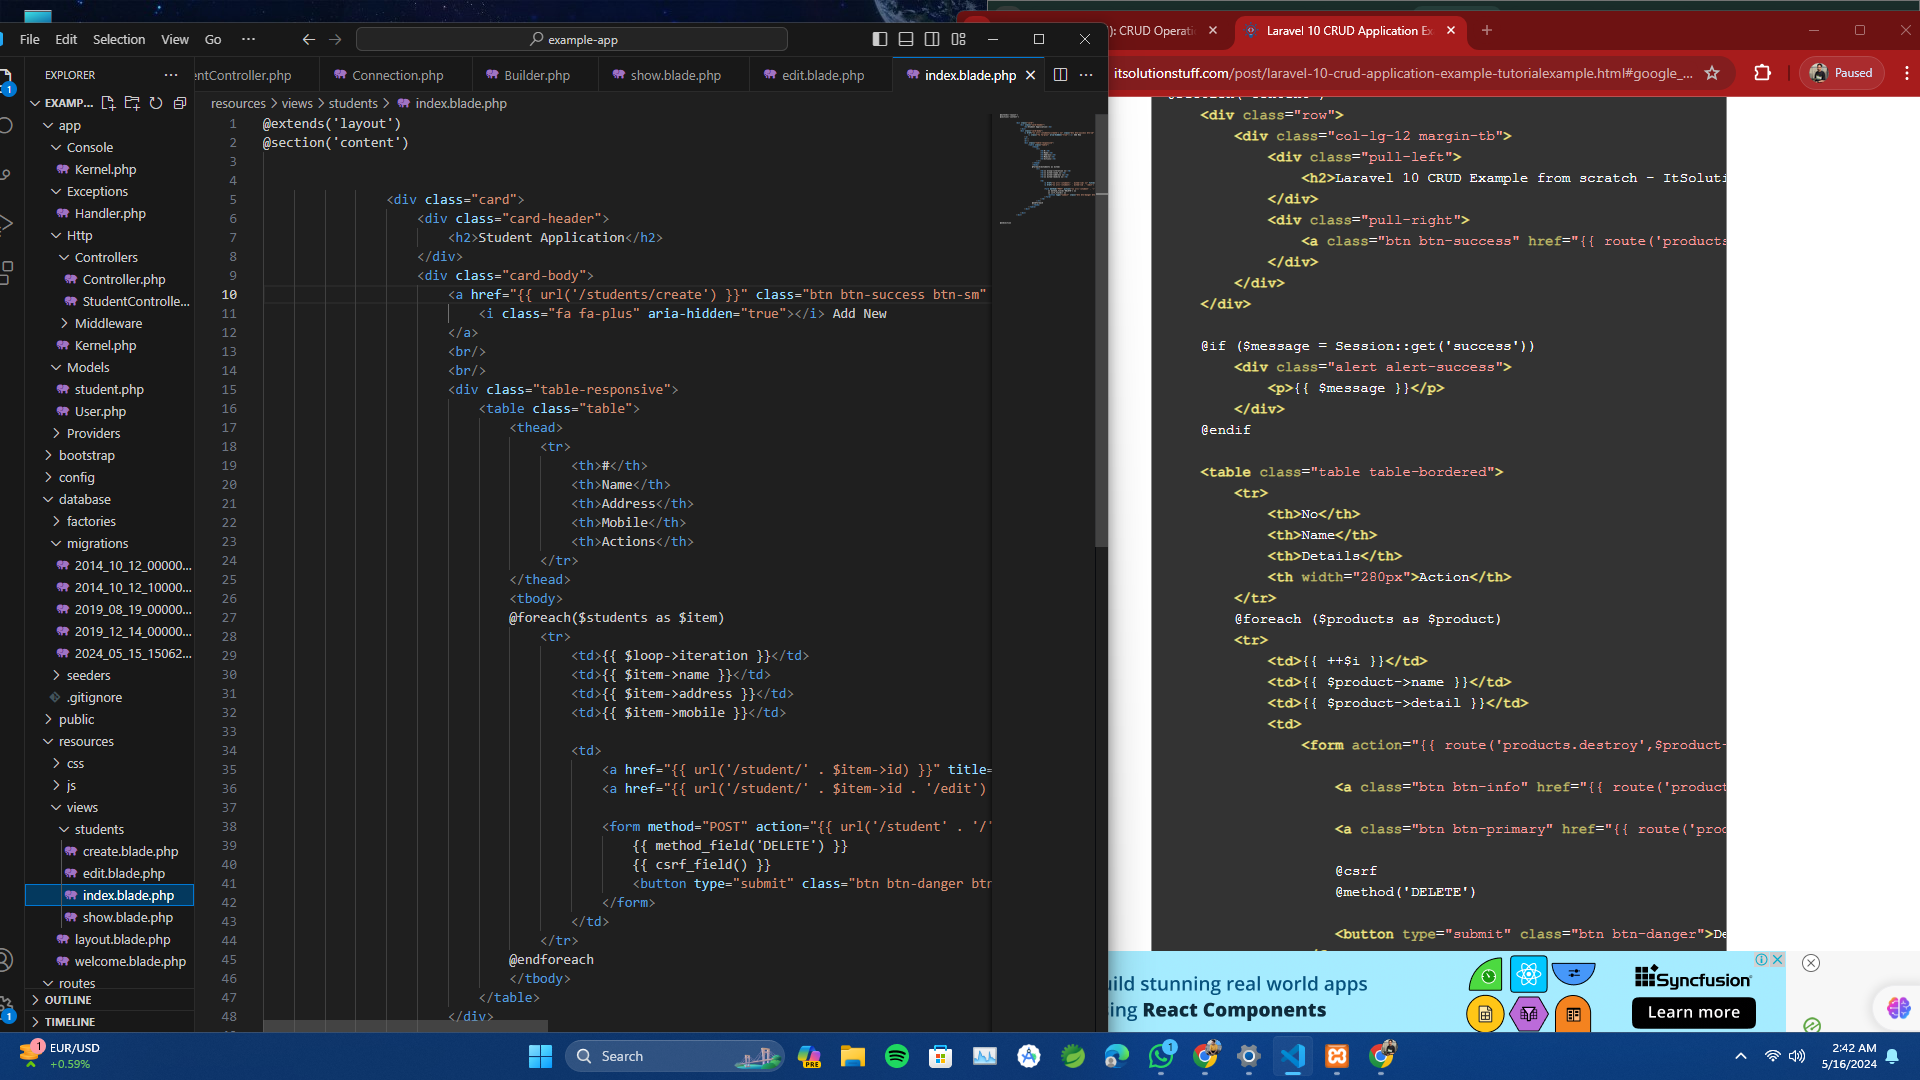 File Edit Selection View Go ···
example-app
EXPLORER
entController.php
Connection.php
Builder.php
show.blade.php
edit.blade.php
index.blade.php
EXAMP...
app
Console
Kernel.php
Exceptions
Handler.php
Http
Controllers
Controller.php
StudentControlle...
Middleware
Kernel.php
Models
student.php
User.php
Providers
bootstrap
config
database
factories
migrations
2014_10_12_00000...
2014_10_12_10000...
2019_08_19_00000...
2019_12_14_00000...
2024_05_15_15062...
seeders
.gitignore
public
resources
css
js
views
students
create.blade.php
edit.blade.php
index.blade.php
show.blade.php
layout.blade.php
welcome.blade.php
routes
OUTLINE
TIMELINE
1
1
resources > views > students > index.blade.php
1 @extends('layout')
2 @section('content')
3
4
5 <div class="card">
6 <div class="card-header">
7 <h2>Student Application</h2>
8 </div>
9 <div class="card-body">
10 <a href="{{ url('/students/create') }}" class="btn btn-success btn-sm"
11 <i class="fa fa-plus" aria-hidden="true"></i> Add New
12 </a>
13 <br/>
14 <br/>
15 <div class="table-responsive">
16 <table class="table">
17 <thead>
18 <tr>
19 <th>#</th>
20 <th>Name</th>
21 <th>Address</th>
22 <th>Mobile</th>
23 <th>Actions</th>
24 </tr>
25 </thead>
26 <tbody>
27 @foreach($students as $item)
28 <tr>
29 <td>{{ $loop->iteration }}</td>
30 <td>{{ $item->name }}</td>
31 <td>{{ $item->address }}</td>
32 <td>{{ $item->mobile }}</td>
33
34 <td>
35 <a href="{{ url('/student/' . $item->id) }}" title=
36 <a href="{{ url('/student/' . $item->id . '/edit')
37
38 <form method="POST" action="{{ url('/student' . '/'
39 {{ method_field('DELETE') }}
40 {{ csrf_field() }}
41 <button type="submit" class="btn btn-danger btn
42 </form>
43 </td>
44 </tr>
45 @endforeach
46 </tbody>
47 </table>
48 </div>
): CRUD Operati
Laravel 10 CRUD Application Ex
itsolutionstuff.com/post/laravel-10-crud-application-example-tutorialexample.html#google_...
Paused
<div class="row">
<div class="col-lg-12 margin-tb">
<div class="pull-left">
<h2>Laravel 10 CRUD Example from scratch - ItSoluti
</div>
<div class="pull-right">
<a class="btn btn-success" href="{{ route('products
</div>
</div>
</div>
@if ($message = Session::get('success'))
<div class="alert alert-success">
<p>{{ $message }}</p>
</div>
@endif
<table class="table table-bordered">
<tr>
<th>No</th>
<th>Name</th>
<th>Details</th>
<th width="280px">Action</th>
</tr>
@foreach ($products as $product)
<tr>
<td>{{ ++$i }}</td>
<td>{{ $product->name }}</td>
<td>{{ $product->detail }}</td>
<td>
<form action="{{ route('products.destroy',$product-
<a class="btn btn-info" href="{{ route('product
<a class="btn btn-primary" href="{{ route('prod
@csrf
@method('DELETE')
<button type="submit" class="btn btn-danger">De
uild stunning real world apps
ing React Components
Syncfusion
Learn more
1
EUR/USD
+0.59%
Search
PRE
1
2:42 AM
5/16/2024